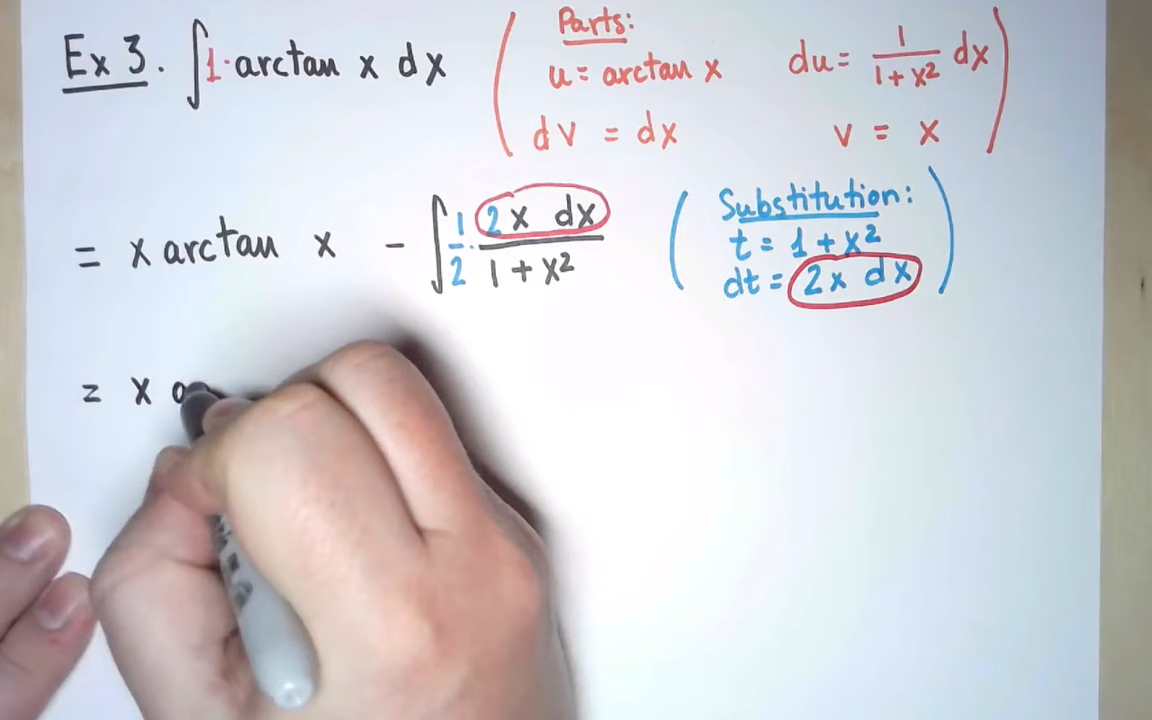 Ex 3. ∫ 1· arctan x dx
Parts:
u = arctan x du = 1/(1+x²) dx
dv = dx v = x
= x arctan x - ∫ 1/2 · (2x dx)/(1+x²)
Substitution:
t = 1+x²
dt = 2x dx
= x